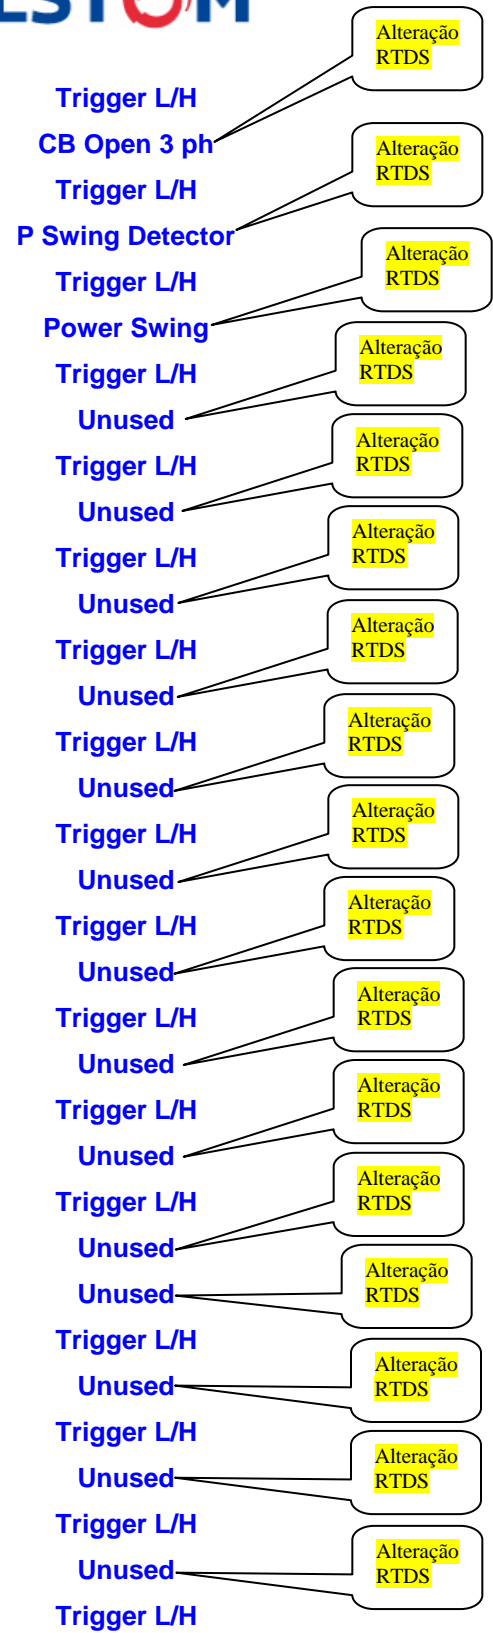 LSTOM
Trigger L/H
CB Open 3 ph
Alteração
RTDS
Trigger L/H
P Swing Detector
Alteração
RTDS
Trigger L/H
Power Swing
Alteração
RTDS
Trigger L/H
Unused
Alteração
RTDS
Trigger L/H
Unused
Alteração
RTDS
Trigger L/H
Unused
Alteração
RTDS
Trigger L/H
Unused
Alteração
RTDS
Trigger L/H
Unused
Alteração
RTDS
Trigger L/H
Unused
Alteração
RTDS
Trigger L/H
Unused
Alteração
RTDS
Trigger L/H
Unused
Alteração
RTDS
Trigger L/H
Unused
Alteração
RTDS
Trigger L/H
Unused
Alteração
RTDS
Unused
Alteração
RTDS
Trigger L/H
Unused
Alteração
RTDS
Trigger L/H
Unused
Alteração
RTDS
Trigger L/H
Unused
Alteração
RTDS
Trigger L/H